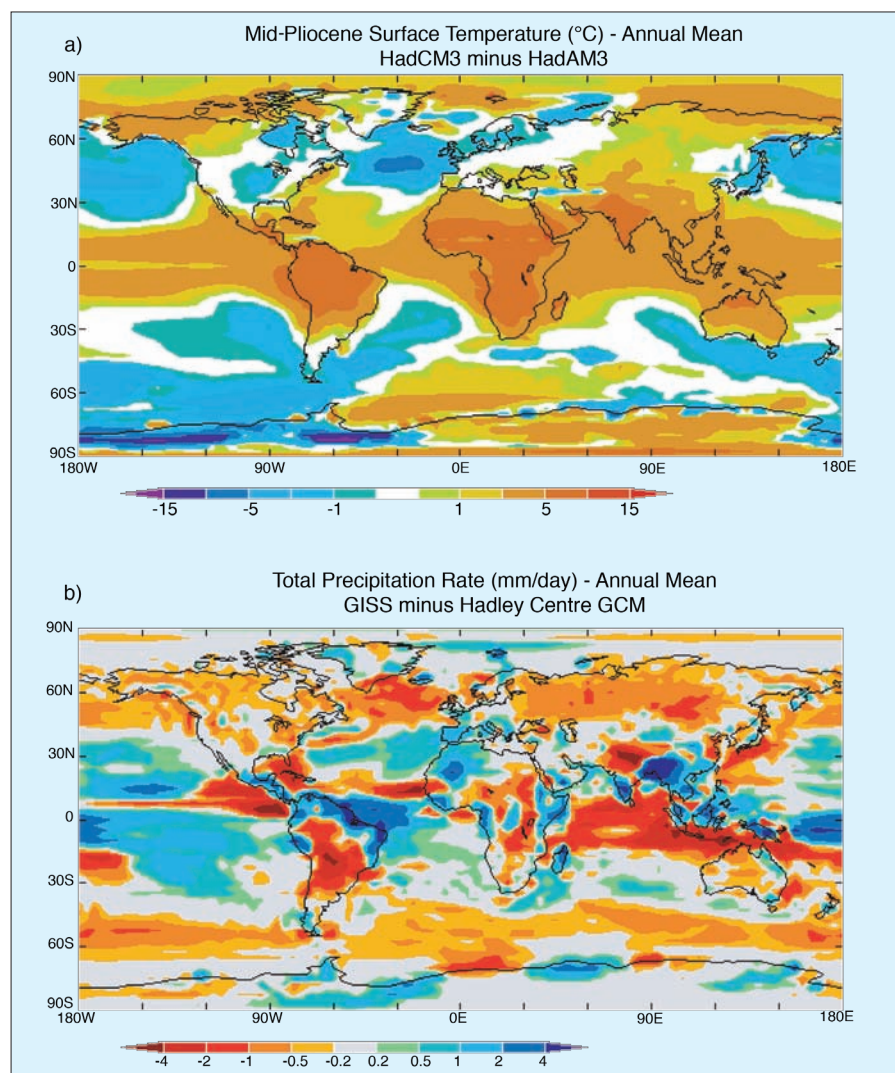 a)
Mid-Pliocene Surface Temperature (°C) - Annual Mean
HadCM3 minus HadAM3
90N
60N
30N
0
30S
60S
90S
180W 90W 0E 90E 180E
-15 -5 -1 1 5 15
b)
Total Precipitation Rate (mm/day) - Annual Mean
GISS minus Hadley Centre GCM
90N
60N
30N
0
30S
60S
90S
180W 90W 0E 90E 180E
-4 -2 -1 -0.5 -0.2 0.2 0.5 1 2 4